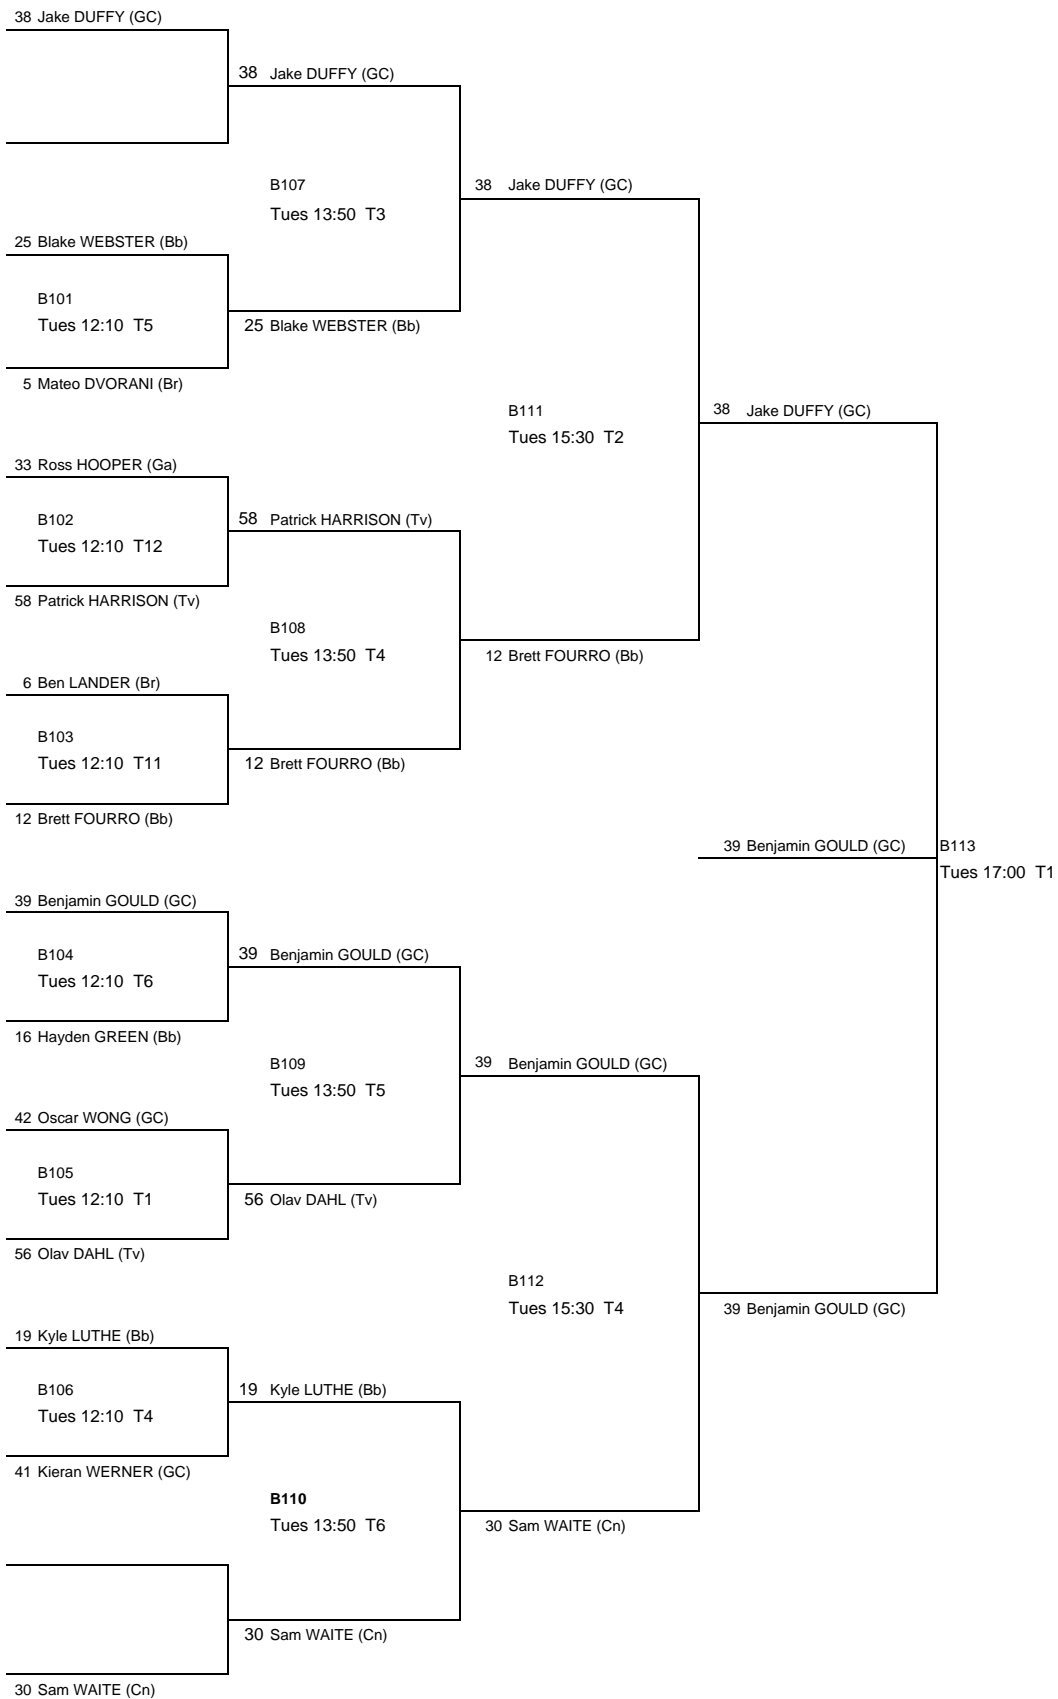 38 Jake DUFFY (GC)
38 Jake DUFFY (GC)
B107
38 Jake DUFFY (GC)
Tues 13:50 T3
25 Blake WEBSTER (Bb)
B101
Tues 12:10 T5
25 Blake WEBSTER (Bb)
5 Mateo DVORANI (Br)
B111
38 Jake DUFFY (GC)
Tues 15:30 T2
33 Ross HOOPER (Ga)
B102
58 Patrick HARRISON (Tv)
Tues 12:10 T12
58 Patrick HARRISON (Tv)
B108
Tues 13:50 T4
12 Brett FOURRO (Bb)
6 Ben LANDER (Br)
B103
Tues 12:10 T11
12 Brett FOURRO (Bb)
12 Brett FOURRO (Bb)
39 Benjamin GOULD (GC)
B113
Tues 17:00 T1
39 Benjamin GOULD (GC)
B104
39 Benjamin GOULD (GC)
Tues 12:10 T6
16 Hayden GREEN (Bb)
B109
39 Benjamin GOULD (GC)
Tues 13:50 T5
42 Oscar WONG (GC)
B105
Tues 12:10 T1
56 Olav DAHL (Tv)
56 Olav DAHL (Tv)
B112
Tues 15:30 T4
39 Benjamin GOULD (GC)
19 Kyle LUTHE (Bb)
B106
19 Kyle LUTHE (Bb)
Tues 12:10 T4
41 Kieran WERNER (GC)
B110
Tues 13:50 T6
30 Sam WAITE (Cn)
30 Sam WAITE (Cn)
30 Sam WAITE (Cn)